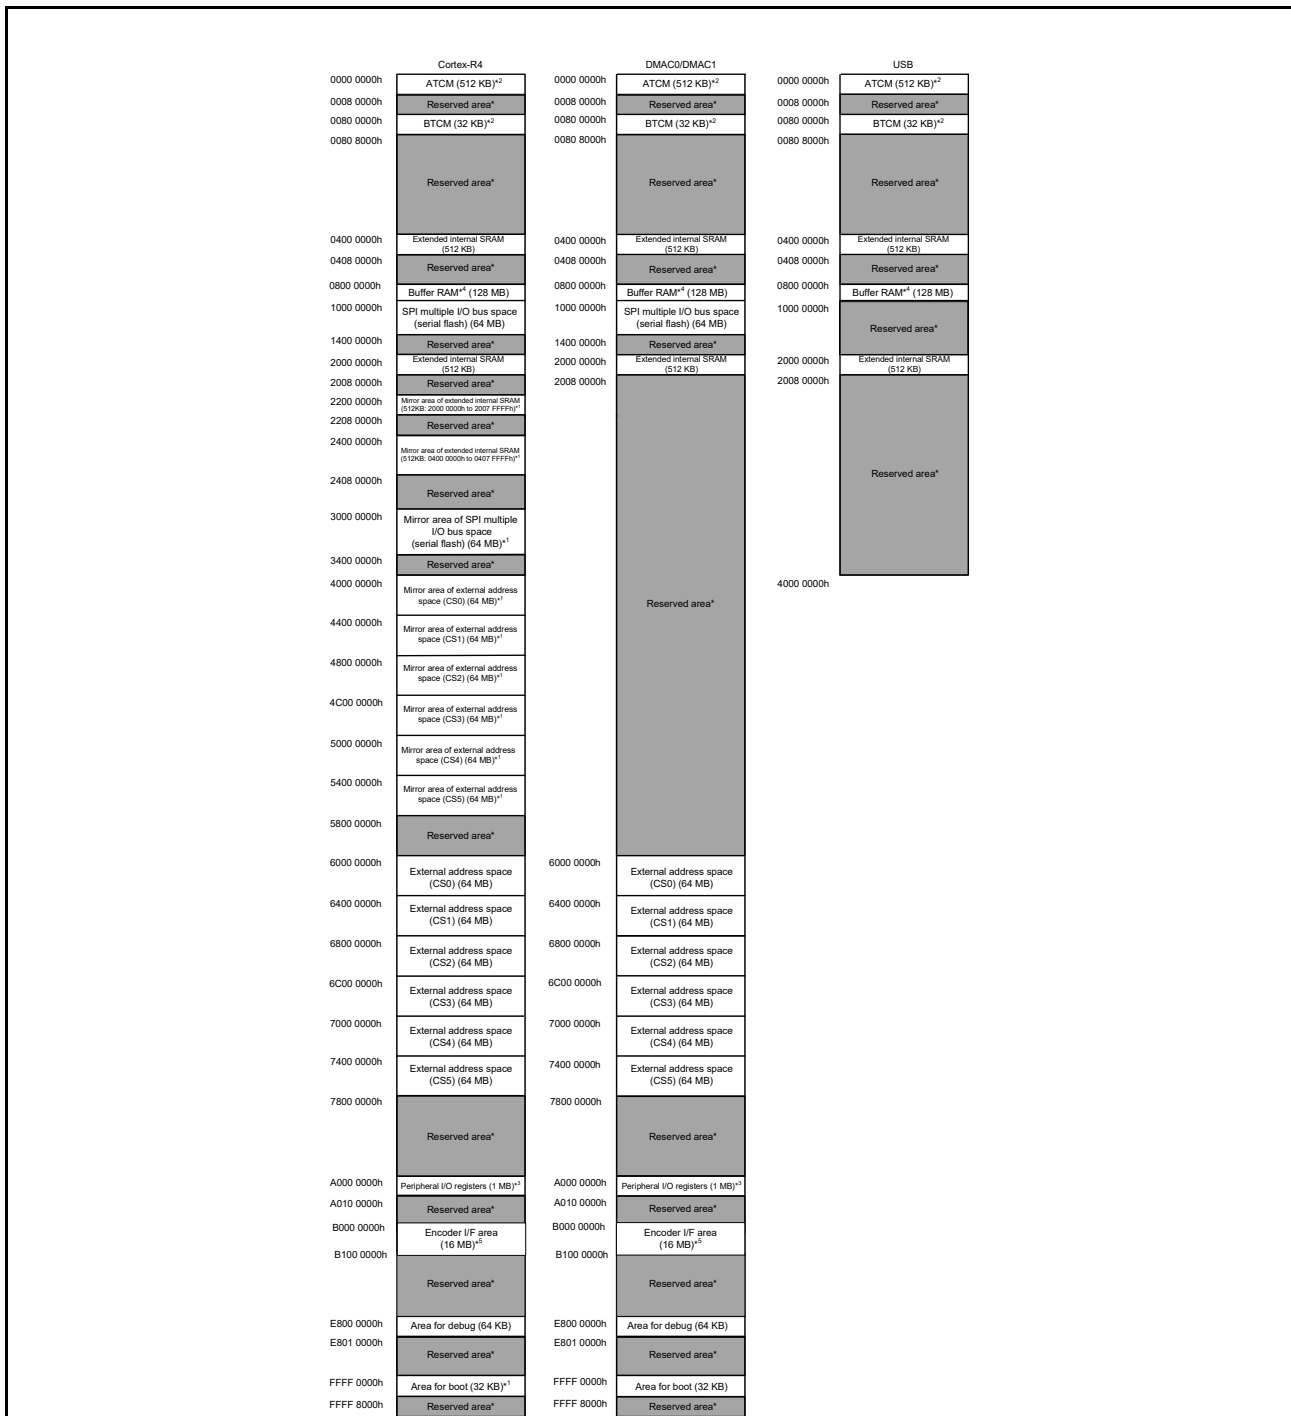 Cortex-R4
0000 0000h
ATCM (512 KB)*2
0008 0000h
Reserved area*
0080 0000h
BTCM (32 KB)*2
0080 8000h
Reserved area*
0400 0000h
Extended internal SRAM
(512 KB)
0408 0000h
Reserved area*
0800 0000h
Buffer RAM*4 (128 MB)
1000 0000h
SPI multiple I/O bus space
(serial flash) (64 MB)
1400 0000h
Reserved area*
2000 0000h
Extended internal SRAM
(512 KB)
2008 0000h
Reserved area*
2200 0000h
Mirror area of extended internal SRAM
(512KB: 2000 0000h to 2007 FFFFh)*1
2208 0000h
Reserved area*
2400 0000h
Mirror area of extended internal SRAM
(512KB: 0400 0000h to 0407 FFFFh)*1
2408 0000h
Reserved area*
3000 0000h
Mirror area of SPI multiple
I/O bus space
(serial flash) (64 MB)*1
3400 0000h
Reserved area*
4000 0000h
Mirror area of external address
space (CS0) (64 MB)*1
4400 0000h
Mirror area of external address
space (CS1) (64 MB)*1
4800 0000h
Mirror area of external address
space (CS2) (64 MB)*1
4C00 0000h
Mirror area of external address
space (CS3) (64 MB)*1
5000 0000h
Mirror area of external address
space (CS4) (64 MB)*1
5400 0000h
Mirror area of external address
space (CS5) (64 MB)*1
5800 0000h
Reserved area*
6000 0000h
External address space
(CS0) (64 MB)
6400 0000h
External address space
(CS1) (64 MB)
6800 0000h
External address space
(CS2) (64 MB)
6C00 0000h
External address space
(CS3) (64 MB)
7000 0000h
External address space
(CS4) (64 MB)
7400 0000h
External address space
(CS5) (64 MB)
7800 0000h
Reserved area*
A000 0000h
Peripheral I/O registers (1 MB)*3
A010 0000h
Reserved area*
B000 0000h
Encoder I/F area
(16 MB)*5
B100 0000h
Reserved area*
E800 0000h
Area for debug (64 KB)
E801 0000h
Reserved area*
FFFF 0000h
Area for boot (32 KB)*1
FFFF 8000h
Reserved area*
DMAC0/DMAC1
0000 0000h
ATCM (512 KB)*2
0008 0000h
Reserved area*
0080 0000h
BTCM (32 KB)*2
0080 8000h
Reserved area*
0400 0000h
Extended internal SRAM
(512 KB)
0408 0000h
Reserved area*
0800 0000h
Buffer RAM*4 (128 MB)
1000 0000h
SPI multiple I/O bus space
(serial flash) (64 MB)
1400 0000h
Reserved area*
2000 0000h
Extended internal SRAM
(512 KB)
2008 0000h
Reserved area*
6000 0000h
External address space
(CS0) (64 MB)
6400 0000h
External address space
(CS1) (64 MB)
6800 0000h
External address space
(CS2) (64 MB)
6C00 0000h
External address space
(CS3) (64 MB)
7000 0000h
External address space
(CS4) (64 MB)
7400 0000h
External address space
(CS5) (64 MB)
7800 0000h
Reserved area*
A000 0000h
Peripheral I/O registers (1 MB)*3
A010 0000h
Reserved area*
B000 0000h
Encoder I/F area
(16 MB)*5
B100 0000h
Reserved area*
E800 0000h
Area for debug (64 KB)
E801 0000h
Reserved area*
FFFF 0000h
Area for boot (32 KB)
FFFF 8000h
Reserved area*
USB
0000 0000h
ATCM (512 KB)*2
0008 0000h
Reserved area*
0080 0000h
BTCM (32 KB)*2
0080 8000h
Reserved area*
0400 0000h
Extended internal SRAM
(512 KB)
0408 0000h
Reserved area*
0800 0000h
Buffer RAM*4 (128 MB)
1000 0000h
Reserved area*
2000 0000h
Extended internal SRAM
(512 KB)
2008 0000h
Reserved area*
4000 0000h